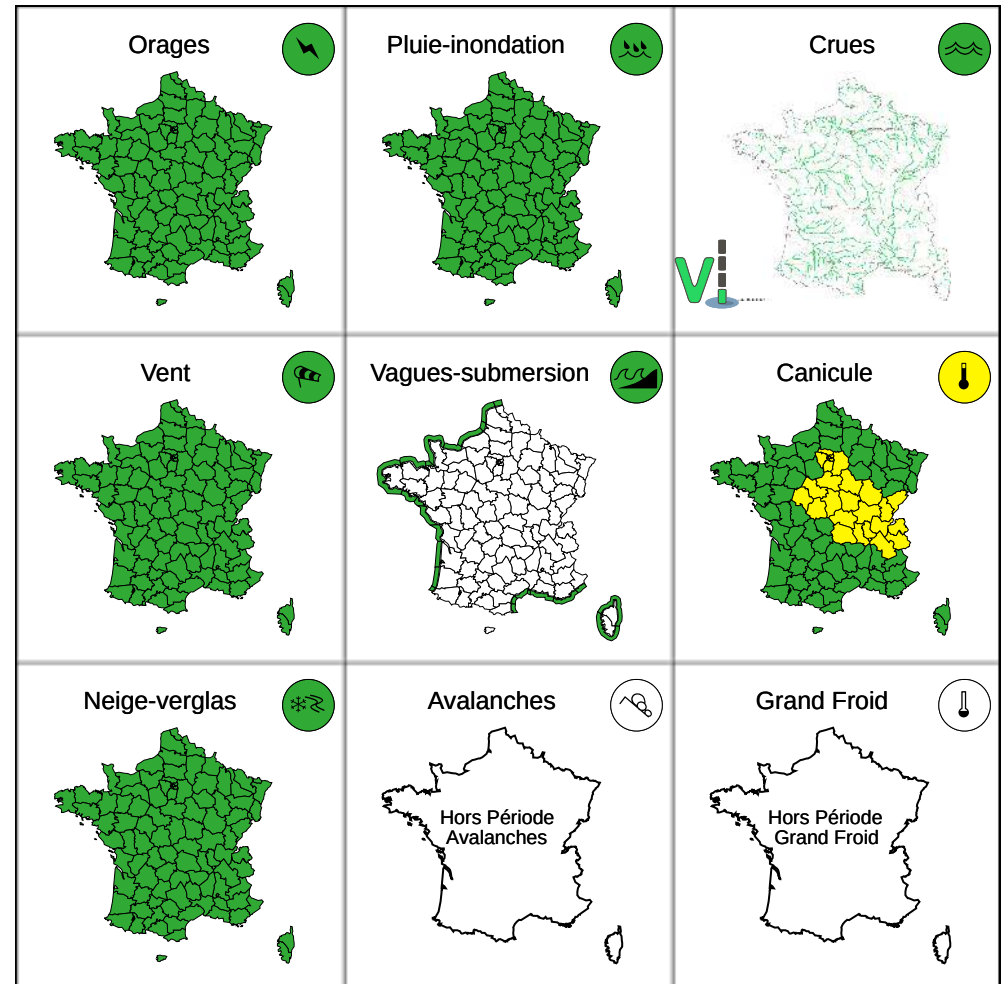 Orages
Pluie-inondation
Crues
Vi
Vent
Vagues-submersion
Canicule
Neige-verglas
Avalanches
Grand Froid
Hors Période
Avalanches
Hors Période
Grand Froid